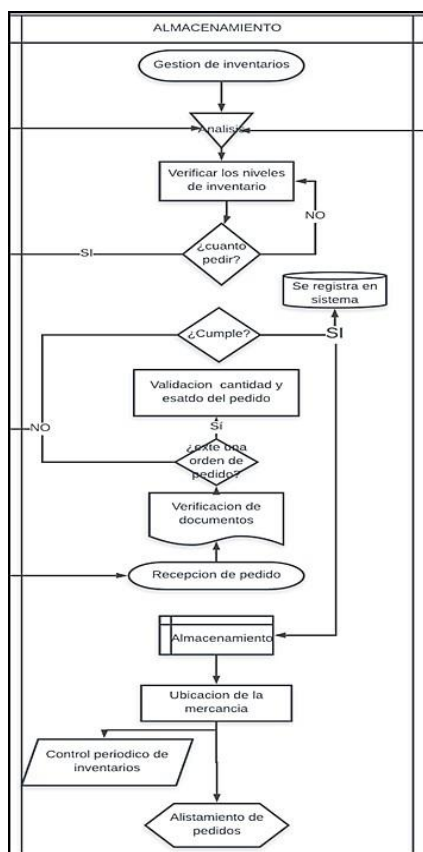 ALMACENAMIENTO
Gestion de inventarios
Analisis
Verificar los niveles
de inventario
NO
¿cuanto
pedir?
SI
Se registra en
sistema
¿Cumple?
SI
Validacion cantidad y
esatdo del pedido
Sí
NO
¿exte una
orden de
pedido?
Verificacion de
documentos
Recepcion de pedido
Almacenamiento
Ubicacion de la
mercancia
Control periodico de
inventarios
Alistamiento de
pedidos